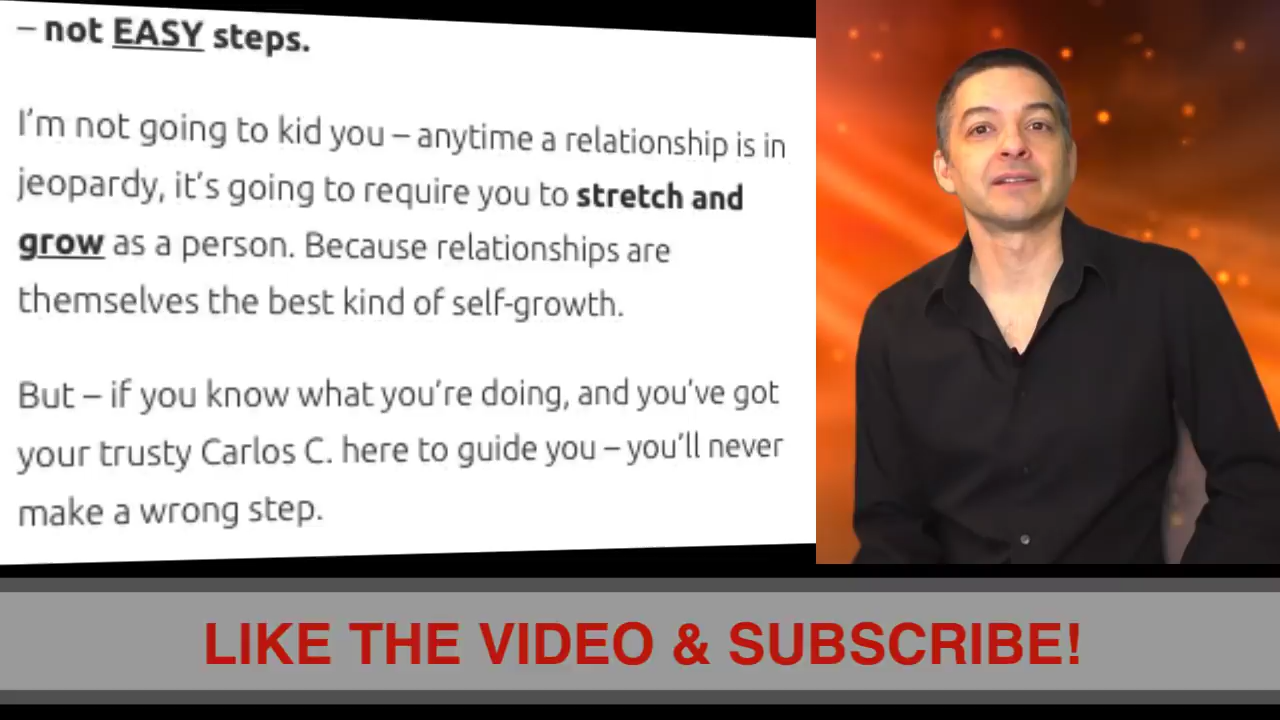 – not EASY steps.
I'm not going to kid you – anytime a relationship is in
jeopardy, it's going to require you to stretch and
grow as a person. Because relationships are
themselves the best kind of self-growth.
But – if you know what you're doing, and you've got
your trusty Carlos C. here to guide you – you'll never
make a wrong step.
LIKE THE VIDEO & SUBSCRIBE!